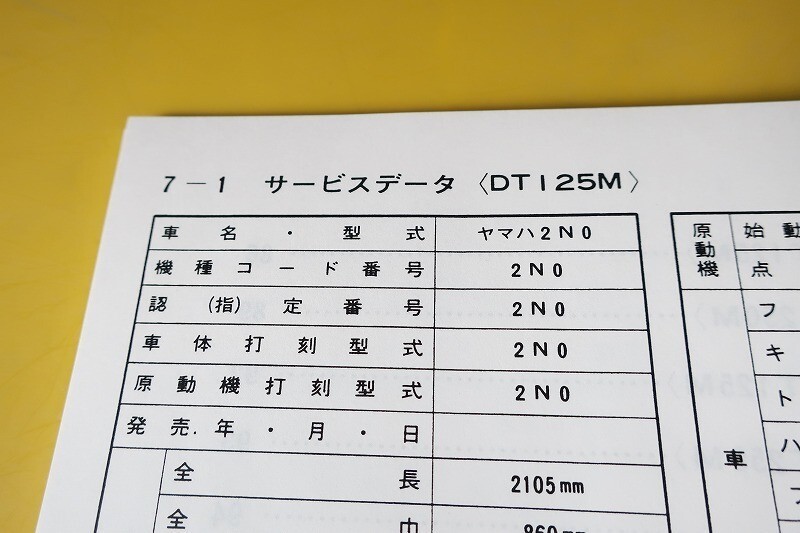 7－1 サービスデータ〈DT125M〉
車名・型式 ヤマハ2N0
機種コード番号 2N0
認(指)定番号 2N0
車体打刻型式 2N0
原動機打刻型式 2N0
発売.年・月・日
全長 2105mm
全巾 860mm
原動機
始動
点
フ
キ
ト
ハ
車